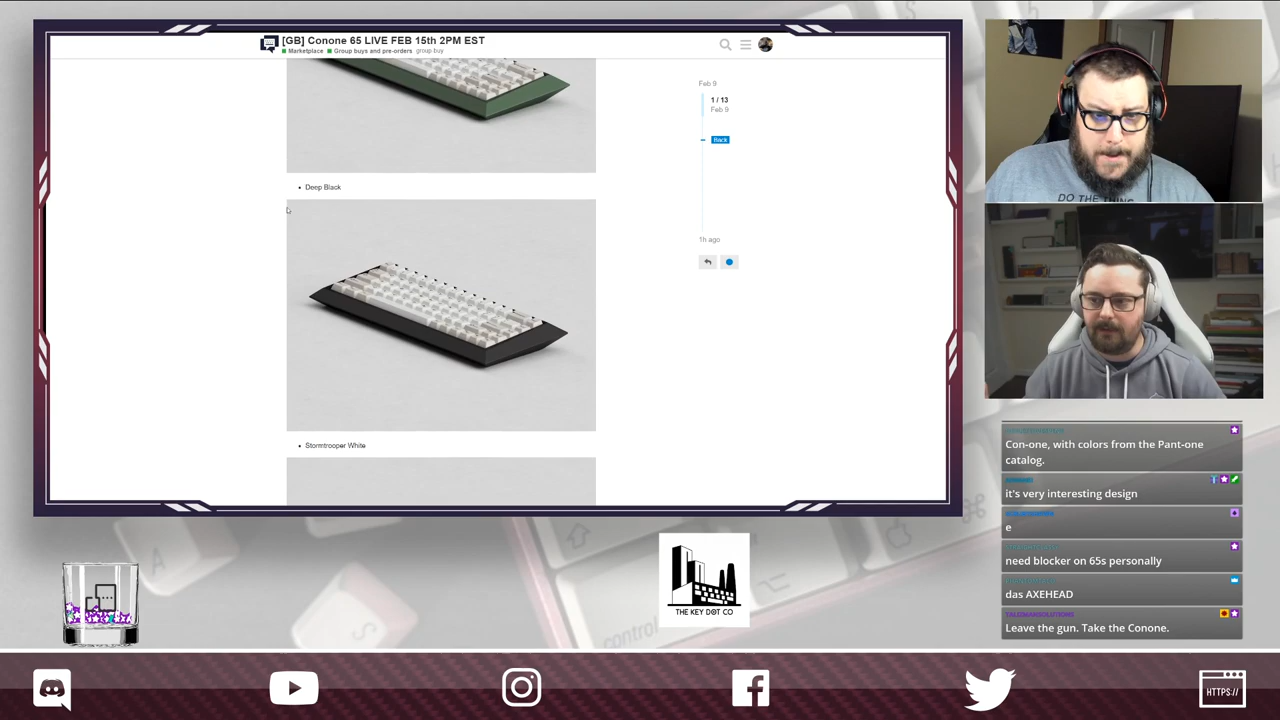 [GB] Conone 65 LIVE FEB 15th 2PM EST
Marketplace Group buys and pre-orders group-buy
Feb 9
1 / 13
Feb 9
Back
1h ago
Deep Black
Stormtrooper White
DO THE THING
Con-one, with colors from the Pant-one
catalog.
it's very interesting design
e
need blocker on 65s personally
das AXEHEAD
Leave the gun. Take the Conone.
THE KEY DOT CO
A
control
HTTPS://